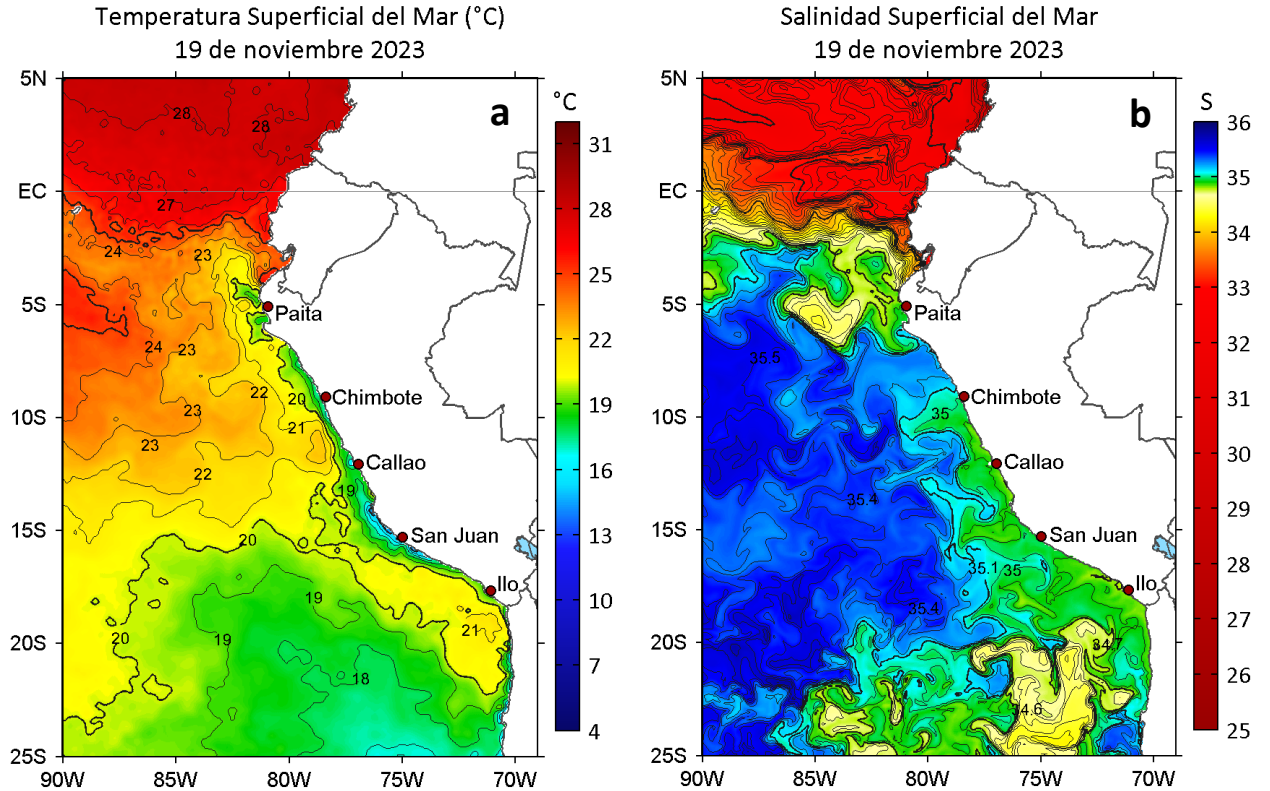 Temperatura Superficial del Mar (°C)
19 de noviembre 2023
Salinidad Superficial del Mar
19 de noviembre 2023
5N
EC
5S
10S
15S
20S
25S
90W
85W
80W
75W
70W
a
28
28
27
24
23
24
23
22
20
23
21
23
22
19
20
19
21
20
19
18
Paita
Chimbote
Callao
San Juan
Ilo
°C
31
28
25
22
19
16
13
10
7
4
5N
EC
5S
10S
15S
20S
25S
90W
85W
80W
75W
70W
b
35.5
35
35.4
35.1
35
35.4
34.7
34.6
Paita
Chimbote
Callao
San Juan
Ilo
S
36
35
34
33
32
31
30
29
28
27
26
25